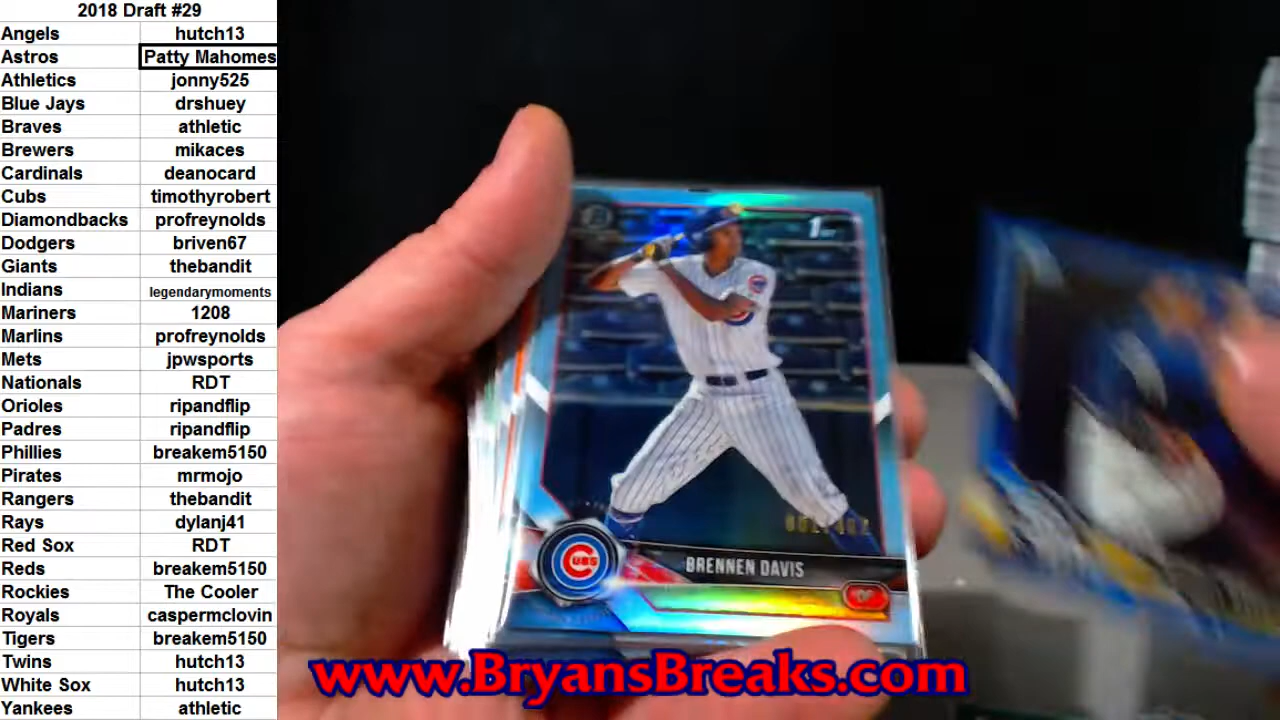 2018 Draft #29
Angels hutch13
Astros Patty Mahomes
Athletics jonny525
Blue Jays drshuey
Braves athletic
Brewers mikaces
Cardinals deanocard
Cubs timothyrobert
Diamondbacks profreynolds
Dodgers briven67
Giants thebandit
Indians legendarymoments
Mariners 1208
Marlins profreynolds
Mets jpwsports
Nationals RDT
Orioles ripandflip
Padres ripandflip
Phillies breakem5150
Pirates mrmojo
Rangers thebandit
Rays dylanj41
Red Sox RDT
Reds breakem5150
Rockies The Cooler
Royals caspermclovin
Tigers breakem5150
Twins hutch13
White Sox hutch13
Yankees athletic
1st
CUBS
BRENNEN DAVIS
OF
www.BryansBreaks.com